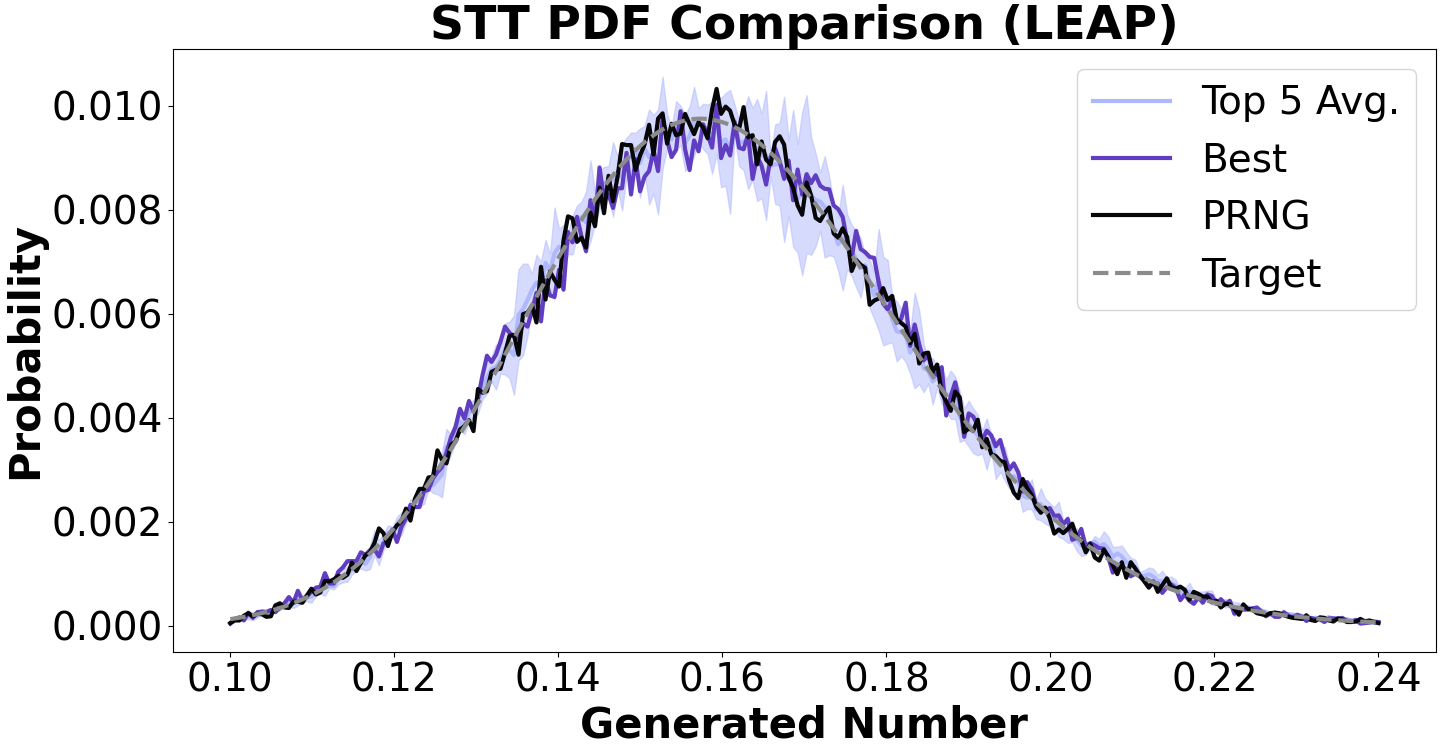 STT PDF Comparison (LEAP)
Probability
0.010
0.008
0.006
0.004
0.002
0.000
Top 5 Avg.
Best
PRNG
Target
0.10 0.12 0.14 0.16 0.18 0.20 0.22 0.24
Generated Number